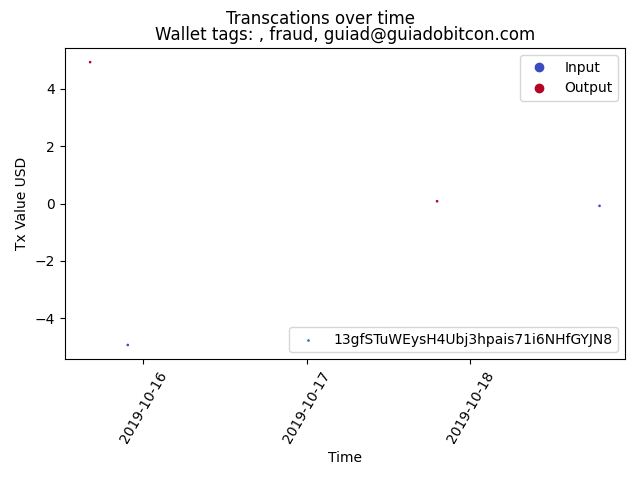 Transcations over time
Wallet tags: , fraud, guiad@guiadobitcon.com
Input
Output
4
2
0
−2
−4
Tx Value USD
13gfSTuWEysH4Ubj3hpais71i6NHfGYJN8
2019-10-16
2019-10-17
2019-10-18
Time